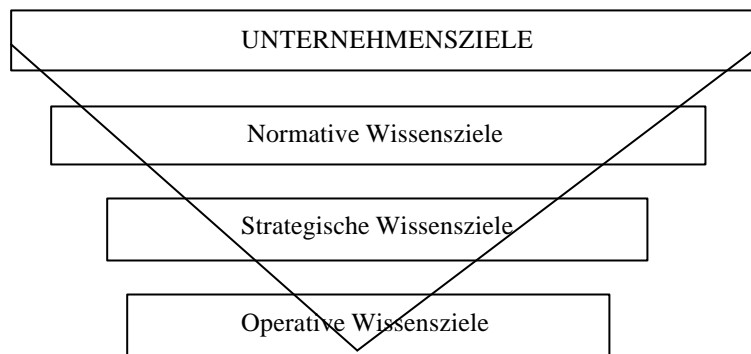 UNTERNEHMENSZIELE
Normative Wissensziele
Strategische Wissensziele
Operative Wissensziele